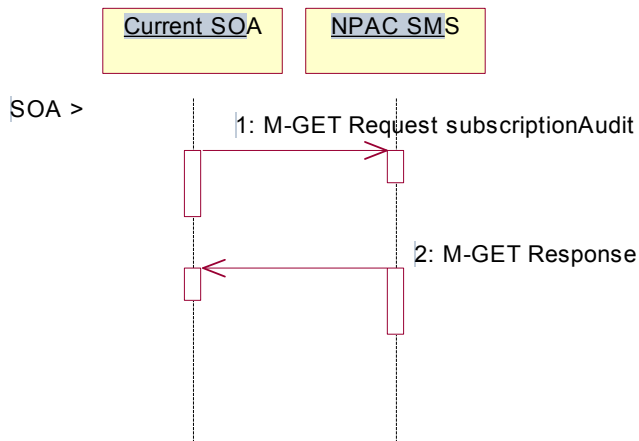 Current SOA
NPAC SMS
SOA >
1: M-GET Request subscriptionAudit
2: M-GET Response